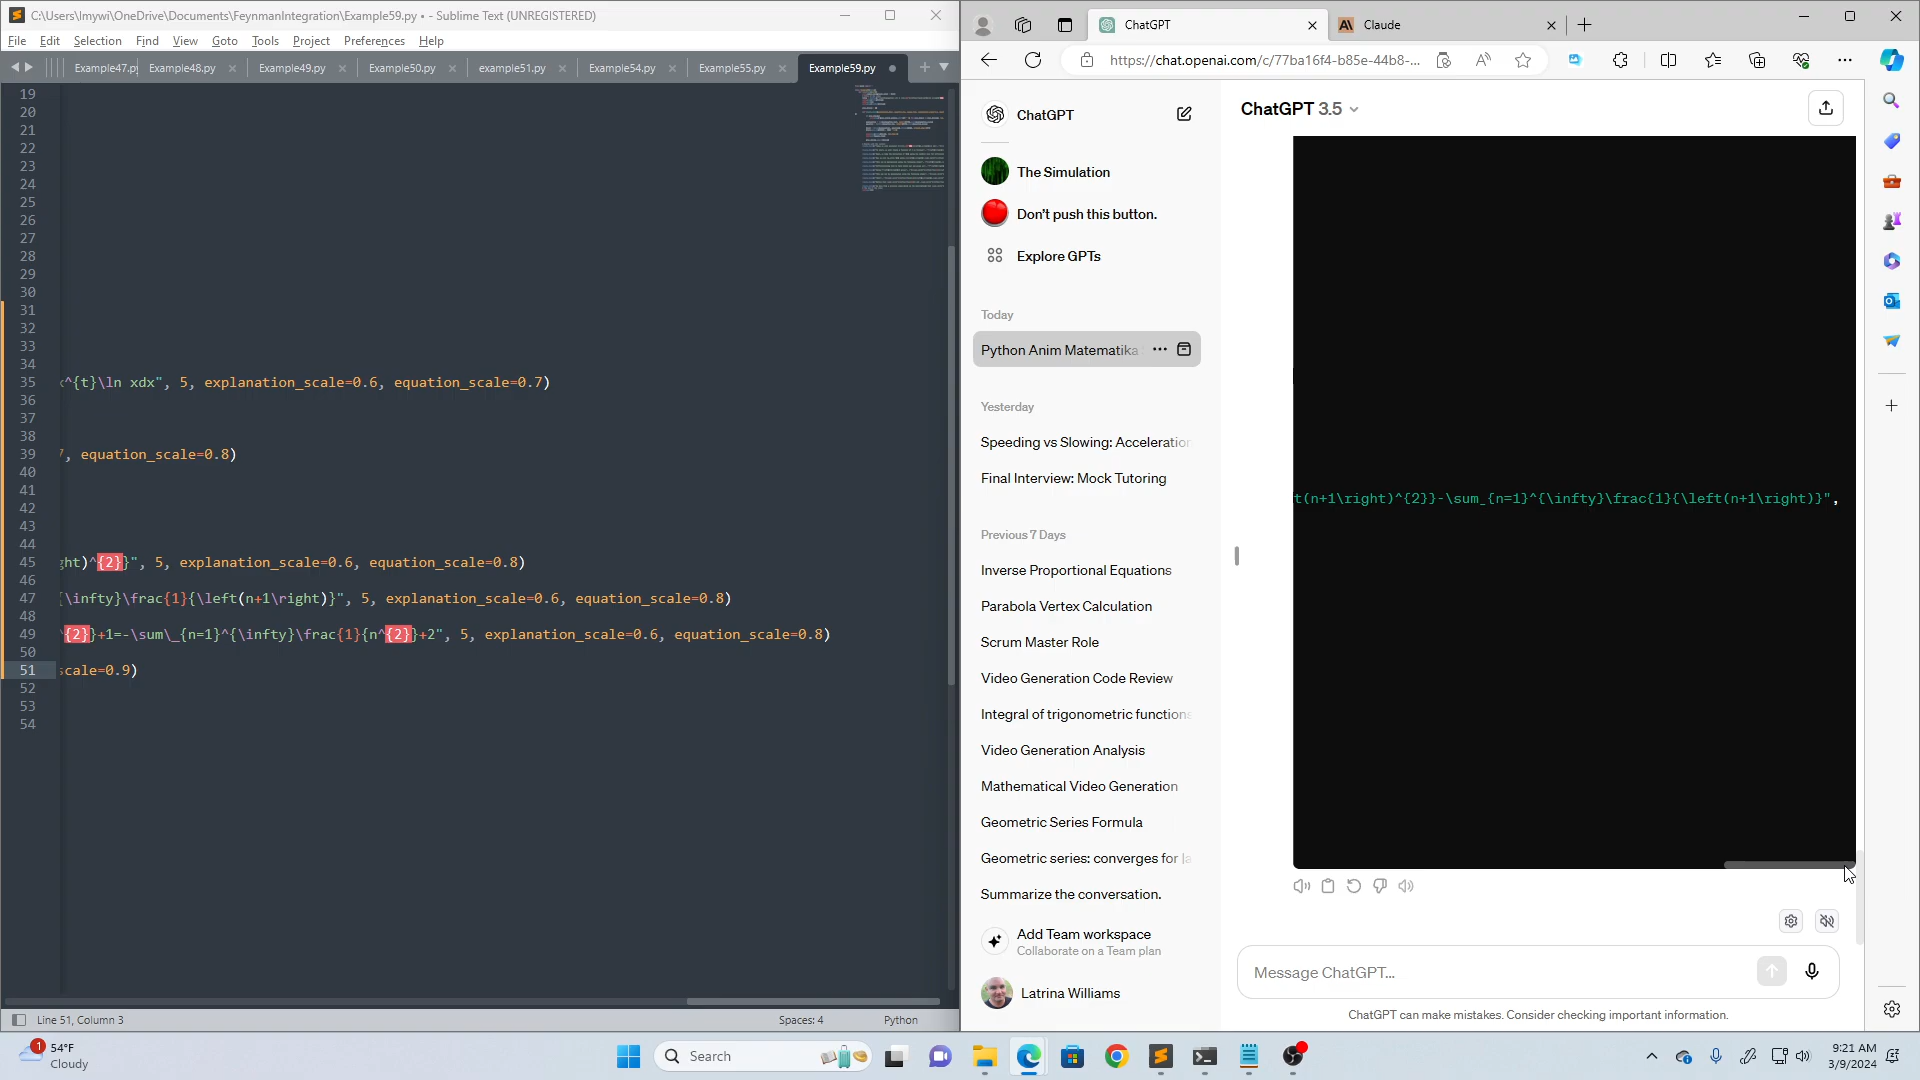 C:\Users\lmywi\OneDrive\Documents\FeynmanIntegration\Example59.py • - Sublime Text (UNREGISTERED)
File Edit Selection Find View Goto Tools Project Preferences Help
Example47.p Example48.py Example49.py Example50.py example51.py Example54.py Example55.py Example59.py
19
20
21
22
23
24
25
26
27
28
29
30
31
32
33
34
35 ^{t}\ln xdx", 5, explanation_scale=0.6, equation_scale=0.7)
36
37
38
39 , equation_scale=0.8)
40
41
42
43
44
45 ght)^{2}}", 5, explanation_scale=0.6, equation_scale=0.8)
46
47 {\infty}\frac{1}{\left(n+1\right)}", 5, explanation_scale=0.6, equation_scale=0.8)
48
49 ^{2}}+1=-\sum\_{n=1}^{\infty}\frac{1}{n^{2}}+2", 5, explanation_scale=0.6, equation_scale=0.8)
50
51 scale=0.9)
52
53
54
Line 51, Column 3 Spaces: 4 Python
ChatGPT Claude
https://chat.openai.com/c/77ba16f4-b85e-44b8-...
ChatGPT
The Simulation
Don't push this button.
Explore GPTs
Today
Python Anim Matematika
Yesterday
Speeding vs Slowing: Acceleration
Final Interview: Mock Tutoring
Previous 7 Days
Inverse Proportional Equations
Parabola Vertex Calculation
Scrum Master Role
Video Generation Code Review
Integral of trigonometric functions
Video Generation Analysis
Mathematical Video Generation
Geometric Series Formula
Geometric series: converges for |a
Summarize the conversation.
Add Team workspace
Collaborate on a Team plan
Latrina Williams
ChatGPT 3.5
t(n+1\right)^{2}}-\sum_{n=1}^{\infty}\frac{1}{\left(n+1\right)}",
Message ChatGPT...
ChatGPT can make mistakes. Consider checking important information.
1
54°F
Cloudy
Search
9:21 AM
3/9/2024